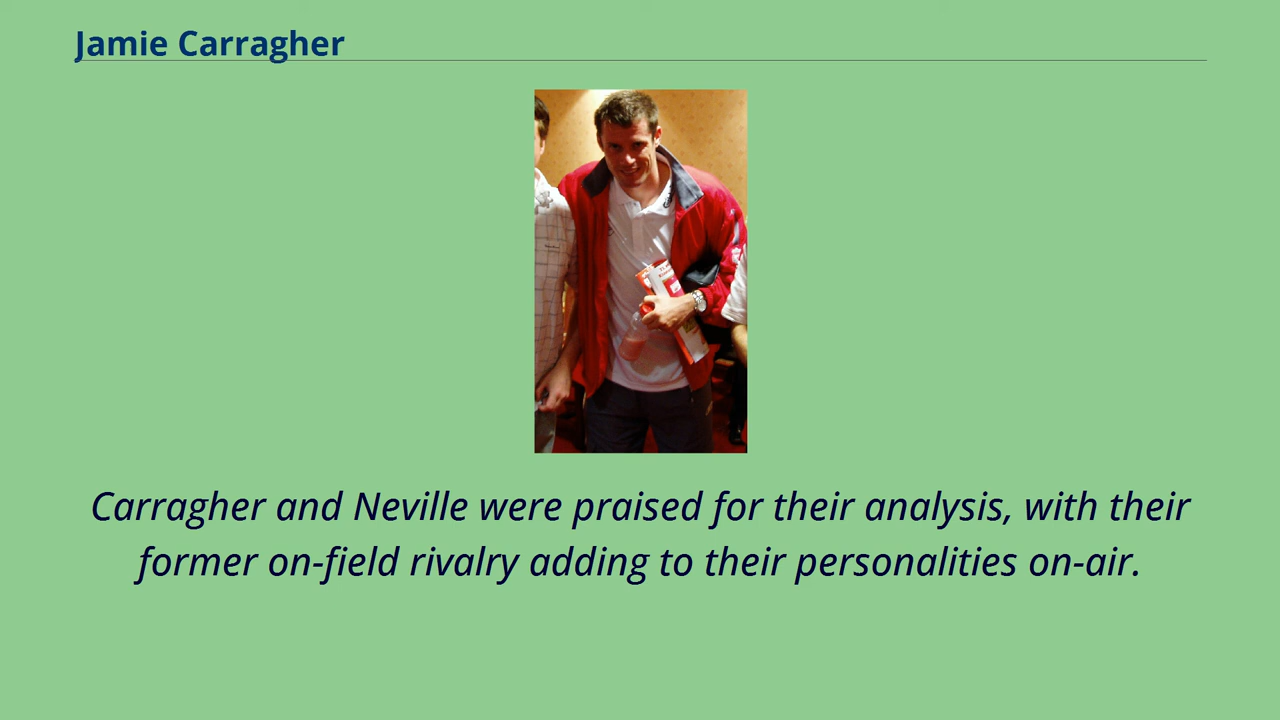 Jamie Carragher
Carragher and Neville were praised for their analysis, with their
former on-field rivalry adding to their personalities on-air.